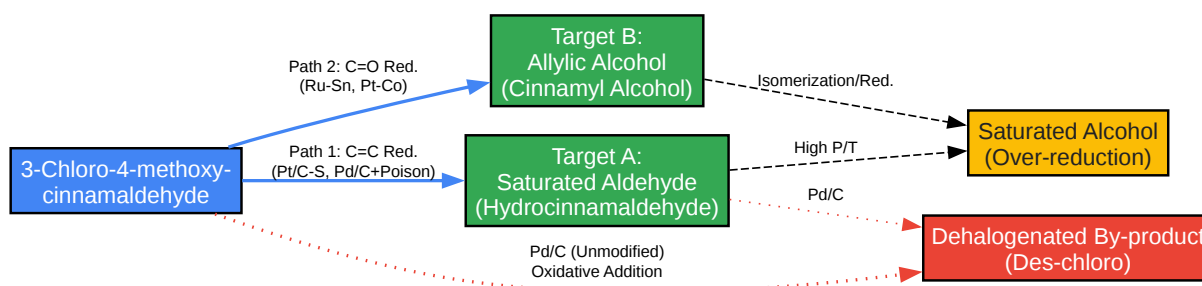 Target B:
Allylic Alcohol
(Cinnamyl Alcohol)
Path 2: C=O Red.
(Ru-Sn, Pt-Co)
Isomerization/Red.
Saturated Alcohol
(Over-reduction)
3-Chloro-4-methoxy-
cinnamaldehyde
Path 1: C=C Red.
(Pt/C-S, Pd/C+Poison)
Target A:
Saturated Aldehyde
(Hydrocinnamaldehyde)
High P/T
Pd/C
Dehalogenated By-product
(Des-chloro)
Pd/C (Unmodified)
Oxidative Addition